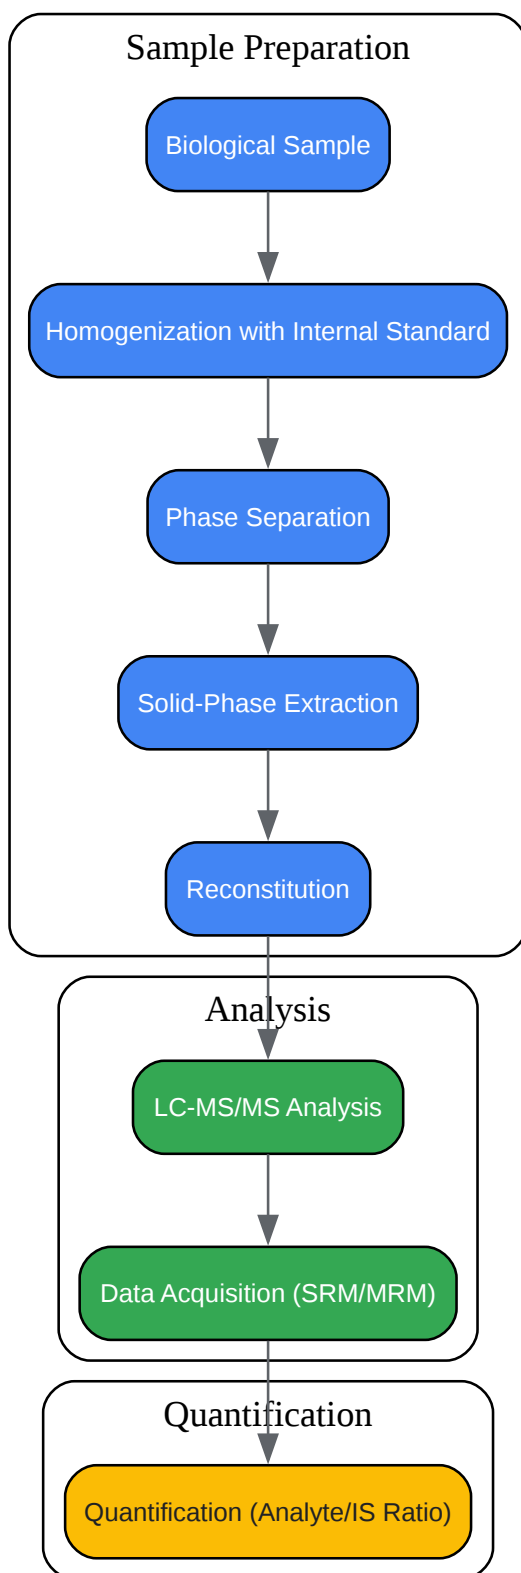 Sample Preparation
Biological Sample
Homogenization with Internal Standard
Phase Separation
Solid-Phase Extraction
Reconstitution
Analysis
LC-MS/MS Analysis
Data Acquisition (SRM/MRM)
Quantification
Quantification (Analyte/IS Ratio)